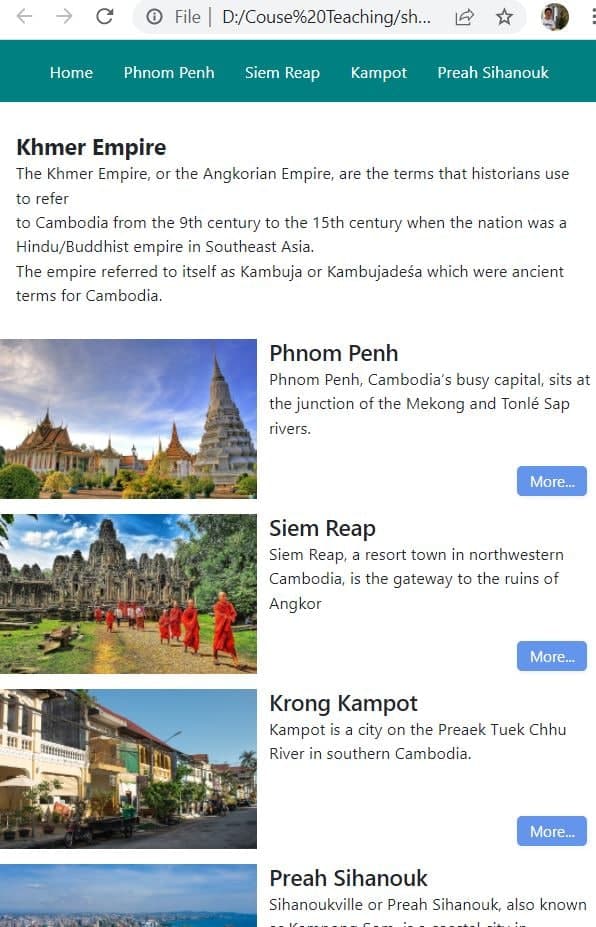 File | D:/Couse%20Teaching/sh...
Home Phnom Penh Siem Reap Kampot Preah Sihanouk
Khmer Empire
The Khmer Empire, or the Angkorian Empire, are the terms that historians use
to refer
to Cambodia from the 9th century to the 15th century when the nation was a
Hindu/Buddhist empire in Southeast Asia.
The empire referred to itself as Kambuja or Kambujadeśa which were ancient
terms for Cambodia.
Phnom Penh
Phnom Penh, Cambodia's busy capital, sits at
the junction of the Mekong and Tonlé Sap
rivers.
More...
Siem Reap
Siem Reap, a resort town in northwestern
Cambodia, is the gateway to the ruins of
Angkor
More...
Krong Kampot
Kampot is a city on the Preaek Tuek Chhu
River in southern Cambodia.
More...
Preah Sihanouk
Sihanoukville or Preah Sihanouk, also known